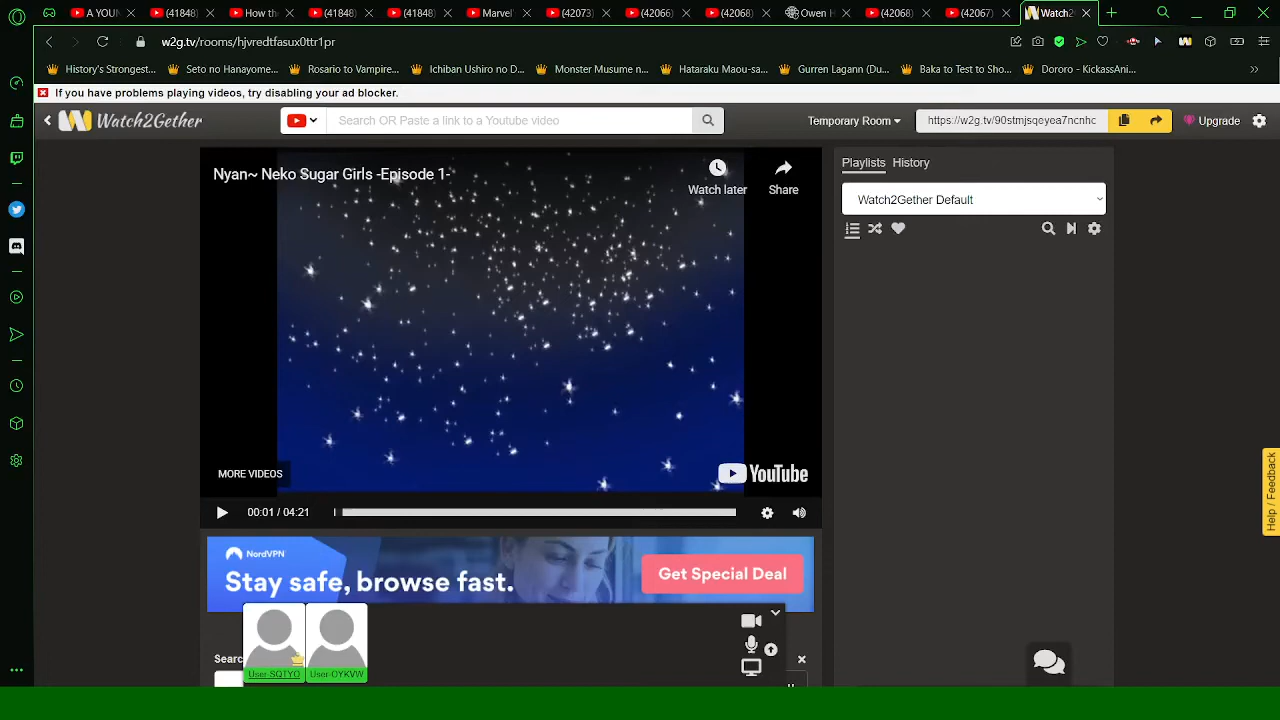 A YOUN
(41848)
How the
(41848)
(41848)
Marvel'
(42073)
(42066)
(42068)
Owen H
(42068)
(42067)
Watch2
w2g.tv/rooms/hjvredtfasux0ttr1pr
History's Strongest...
Seto no Hanayome...
Rosario to Vampire...
Ichiban Ushiro no D...
Monster Musume n...
Hataraku Maou-sa...
Gurren Lagann (Du...
Baka to Test to Sho...
Dororo - KickassAni...
If you have problems playing videos, try disabling your ad blocker.
Watch2Gether
Search OR Paste a link to a Youtube video
Temporary Room
https://w2g.tv/90stmjsqeyea7ncnhc
Upgrade
Nyan~ Neko Sugar Girls -Episode 1-
Watch later
Share
MORE VIDEOS
YouTube
00:01 / 04:21
Playlists
History
Watch2Gether Default
NordVPN
Stay safe, browse fast.
Get Special Deal
Searc
User-SQTYO
User-OYKVW
Help / Feedback